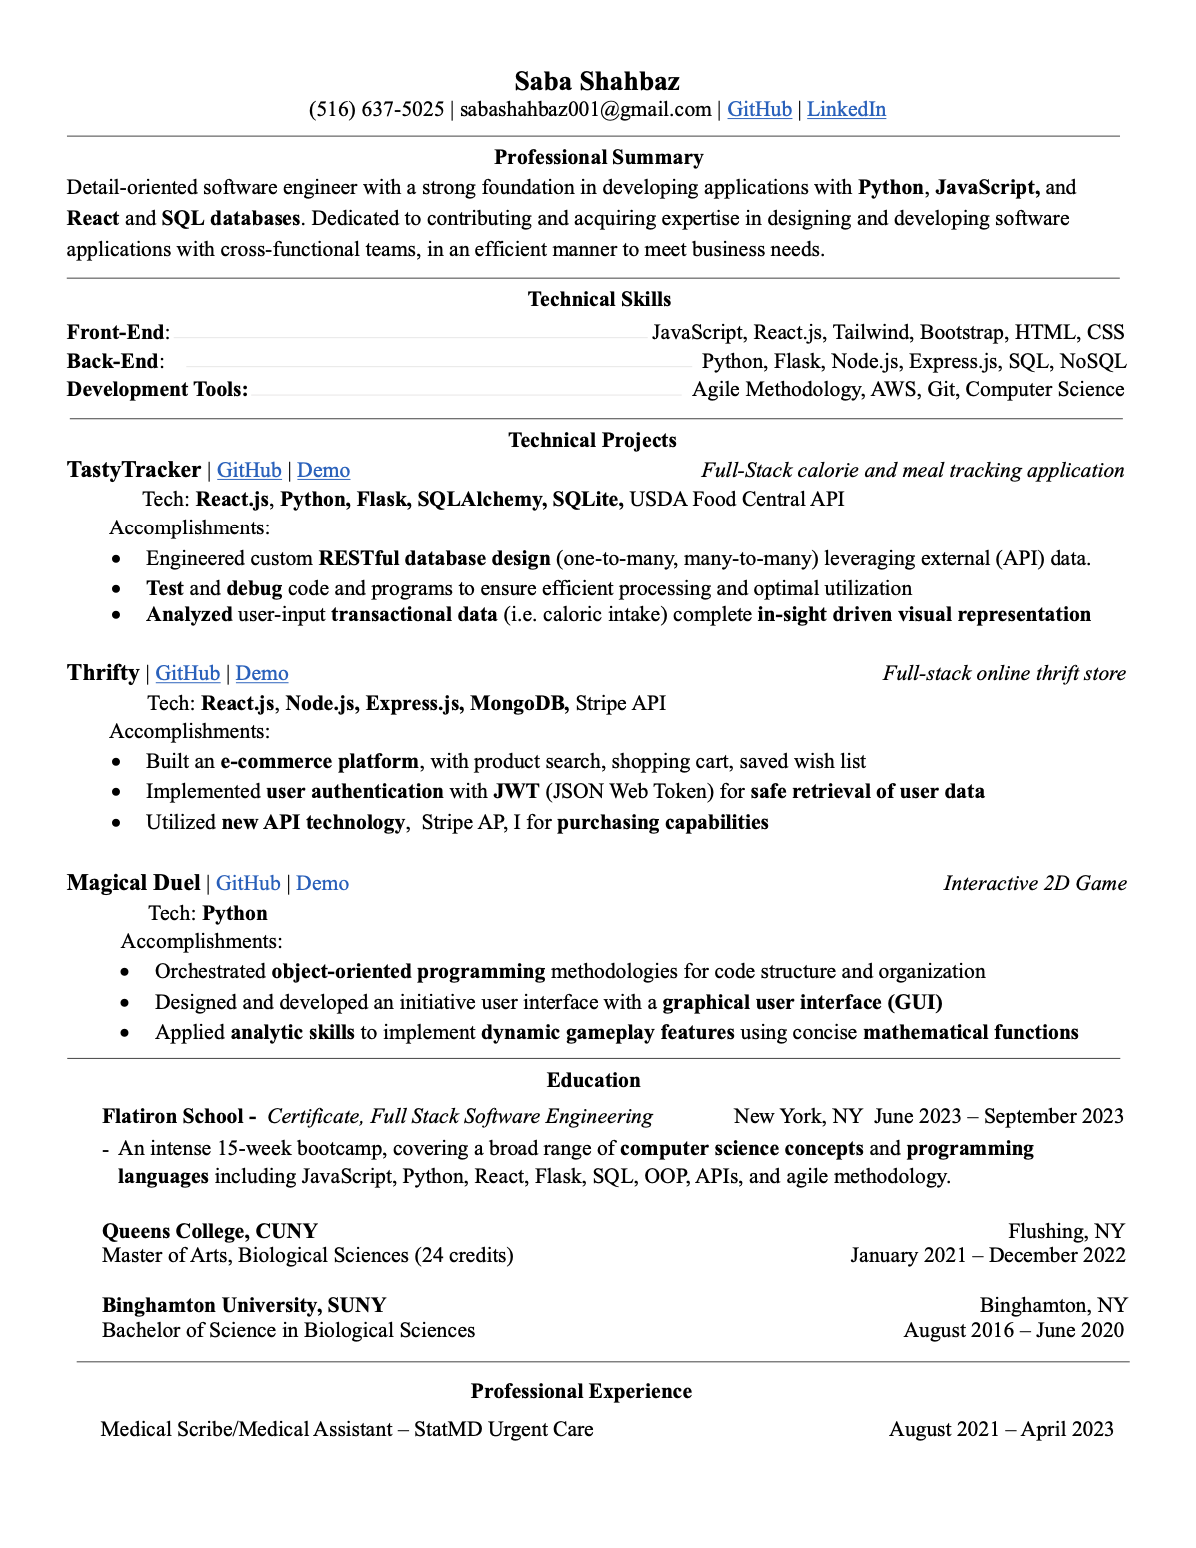 Saba Shahbaz
(516) 637-5025 | sabashahbaz001@gmail.com | GitHub | LinkedIn
Professional Summary
Detail-oriented software engineer with a strong foundation in developing applications with Python, JavaScript, and
React and SQL databases. Dedicated to contributing and acquiring expertise in designing and developing software
applications with cross-functional teams, in an efficient manner to meet business needs.
Technical Skills
Front-End: JavaScript, React.js, Tailwind, Bootstrap, HTML, CSS
Back-End: Python, Flask, Node.js, Express.js, SQL, NoSQL
Development Tools: Agile Methodology, AWS, Git, Computer Science
Technical Projects
TastyTracker | GitHub | Demo Full-Stack calorie and meal tracking application
Tech: React.js, Python, Flask, SQLAlchemy, SQLite, USDA Food Central API
Accomplishments:
• Engineered custom RESTful database design (one-to-many, many-to-many) leveraging external (API) data.
• Test and debug code and programs to ensure efficient processing and optimal utilization
• Analyzed user-input transactional data (i.e. caloric intake) complete in-sight driven visual representation
Thrifty | GitHub | Demo Full-stack online thrift store
Tech: React.js, Node.js, Express.js, MongoDB, Stripe API
Accomplishments:
• Built an e-commerce platform, with product search, shopping cart, saved wish list
• Implemented user authentication with JWT (JSON Web Token) for safe retrieval of user data
• Utilized new API technology, Stripe AP, I for purchasing capabilities
Magical Duel | GitHub | Demo Interactive 2D Game
Tech: Python
Accomplishments:
• Orchestrated object-oriented programming methodologies for code structure and organization
• Designed and developed an initiative user interface with a graphical user interface (GUI)
• Applied analytic skills to implement dynamic gameplay features using concise mathematical functions
Education
Flatiron School - Certificate, Full Stack Software Engineering New York, NY June 2023 – September 2023
- An intense 15-week bootcamp, covering a broad range of computer science concepts and programming
languages including JavaScript, Python, React, Flask, SQL, OOP, APIs, and agile methodology.
Queens College, CUNY Flushing, NY
Master of Arts, Biological Sciences (24 credits) January 2021 – December 2022
Binghamton University, SUNY Binghamton, NY
Bachelor of Science in Biological Sciences August 2016 – June 2020
Professional Experience
Medical Scribe/Medical Assistant – StatMD Urgent Care August 2021 – April 2023